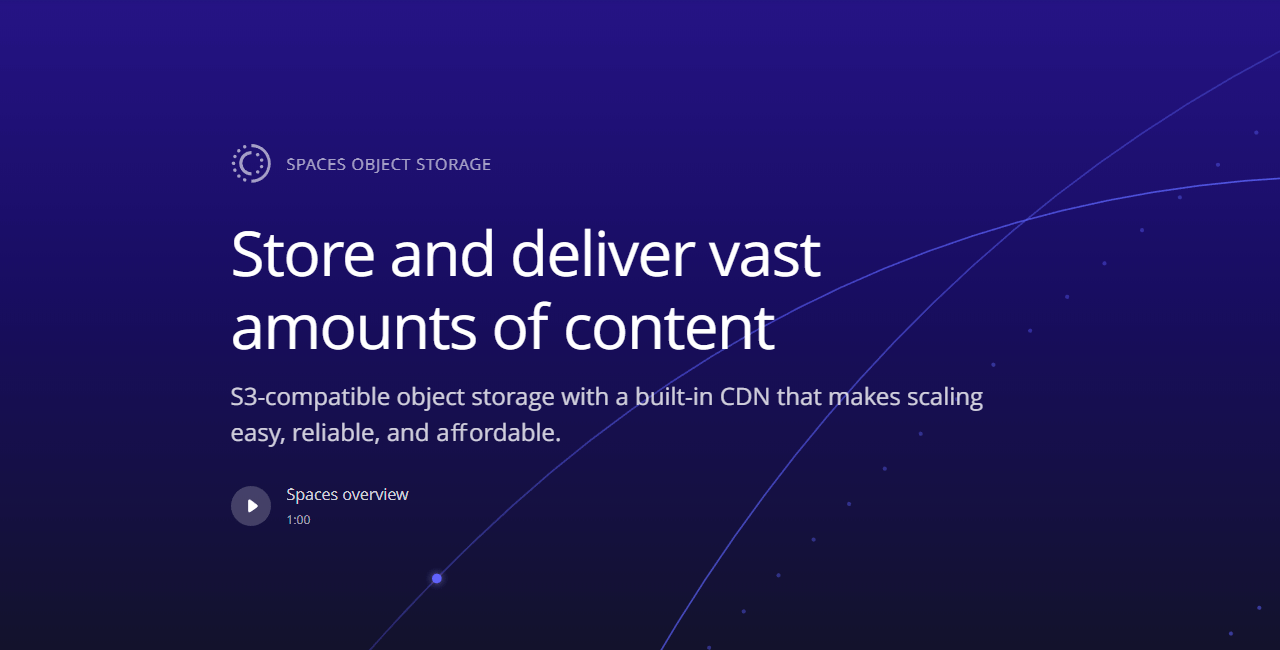 SPACES OBJECT STORAGE
Store and deliver vast
amounts of content
S3-compatible object storage with a built-in CDN that makes scaling
easy, reliable, and affordable.
Spaces overview
1:00